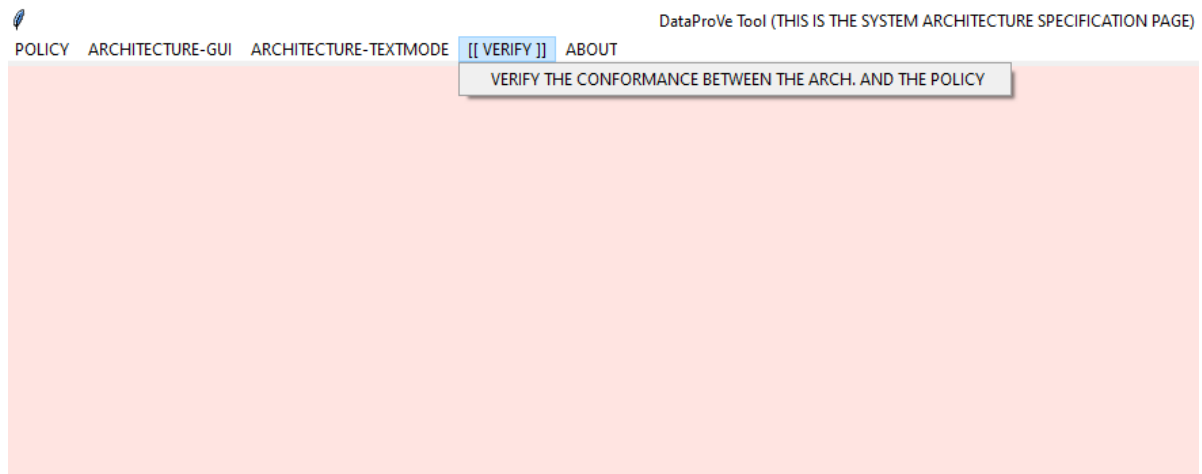 DataProVe Tool (THIS IS THE SYSTEM ARCHITECTURE SPECIFICATION PAGE)
POLICY ARCHITECTURE-GUI ARCHITECTURE-TEXTMODE [[ VERIFY ]] ABOUT
VERIFY THE CONFORMANCE BETWEEN THE ARCH. AND THE POLICY